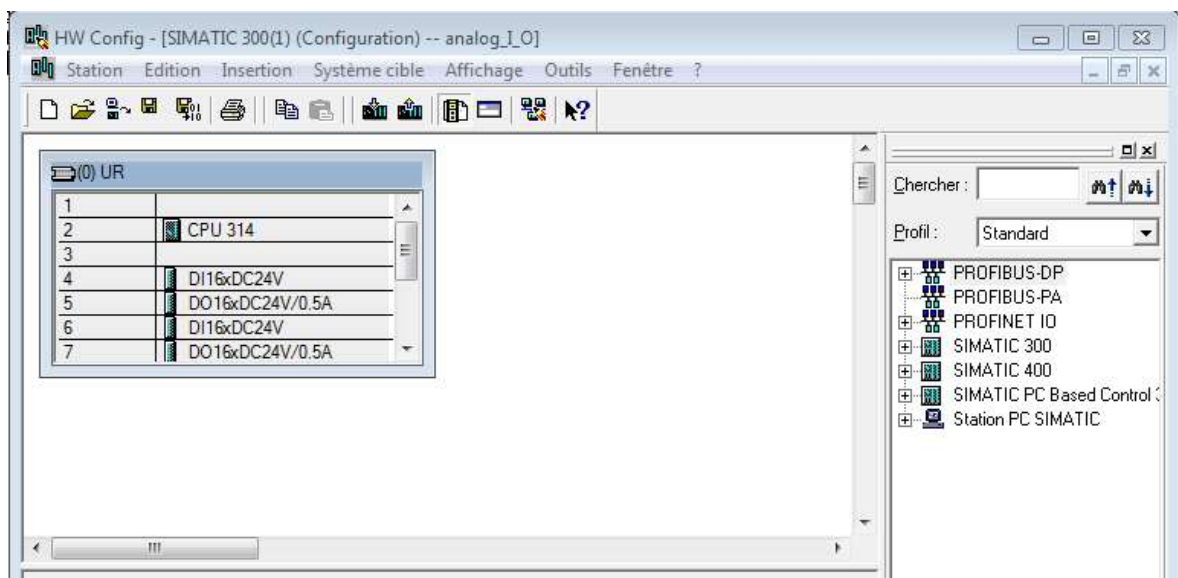 HW Config - [SIMATIC 300(1) (Configuration) -- analog_I_O]
Station Edition Insertion Système cible Affichage Outils Fenêtre ?
(0) UR
1
2 CPU 314
3
4 DI16xDC24V
5 DO16xDC24V/0.5A
6 DI16xDC24V
7 DO16xDC24V/0.5A
Chercher :
Profil : Standard
PROFIBUS-DP
PROFIBUS-PA
PROFINET IO
SIMATIC 300
SIMATIC 400
SIMATIC PC Based Control
Station PC SIMATIC